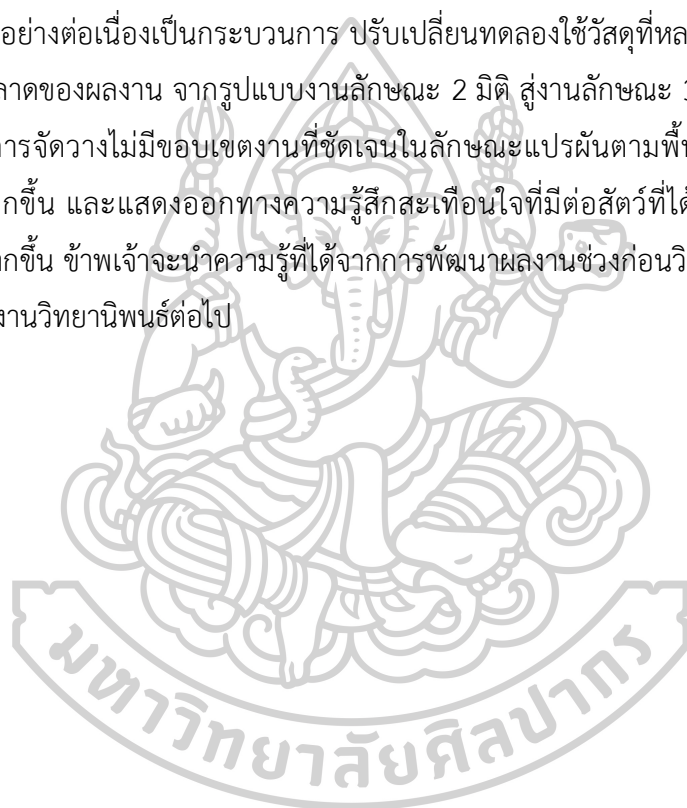 อย่างต่อเนื่องเป็นกระบวนการ ปรับเปลี่ยนทดลองใช้วัสดุที่หล
ลาดของผลงาน จากรูปแบบงานลักษณะ 2 มิติ สู่งานลักษณะ
การจัดวางไม่มีขอบเขตงานที่ชัดเจนในลักษณะแปรผันตามพื้น
กขึ้น และแสดงออกทางความรู้สึกสะเทือนใจที่มีต่อสัตว์ที่ได้
กขึ้น ข้าพเจ้าจะนำความรู้ที่ได้จากการพัฒนาผลงานช่วงก่อนวิ
งานวิทยานิพนธ์ต่อไป
มหาวิทยาลัยศิลปากร